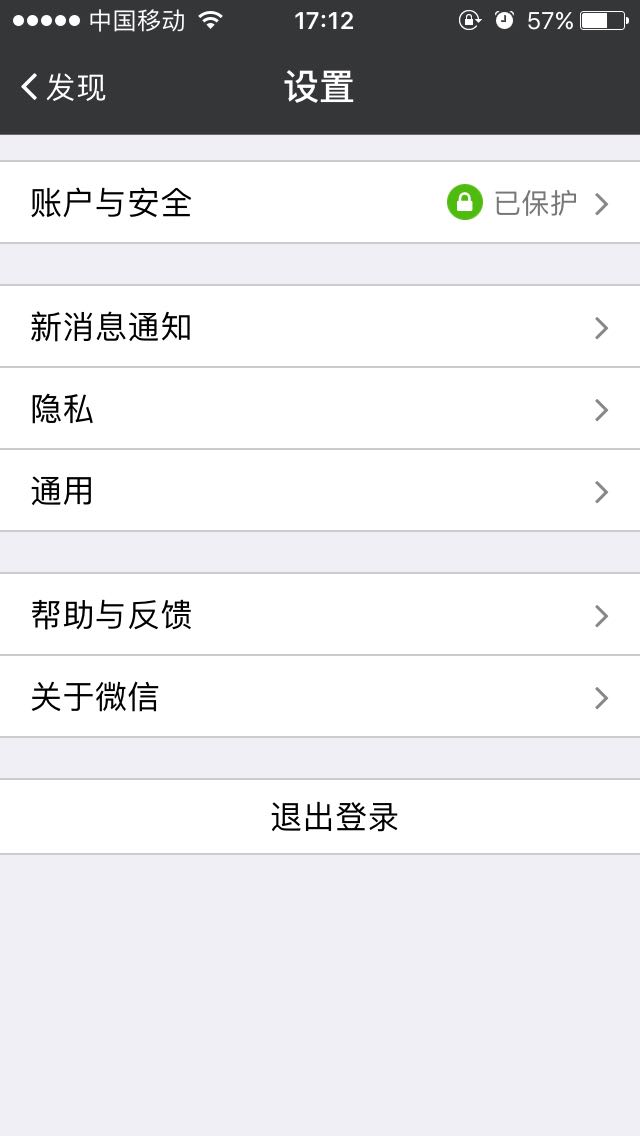 中国移动 17:12 57%
发现 设置
账户与安全 已保护
新消息通知
隐私
通用
帮助与反馈
关于微信
退出登录